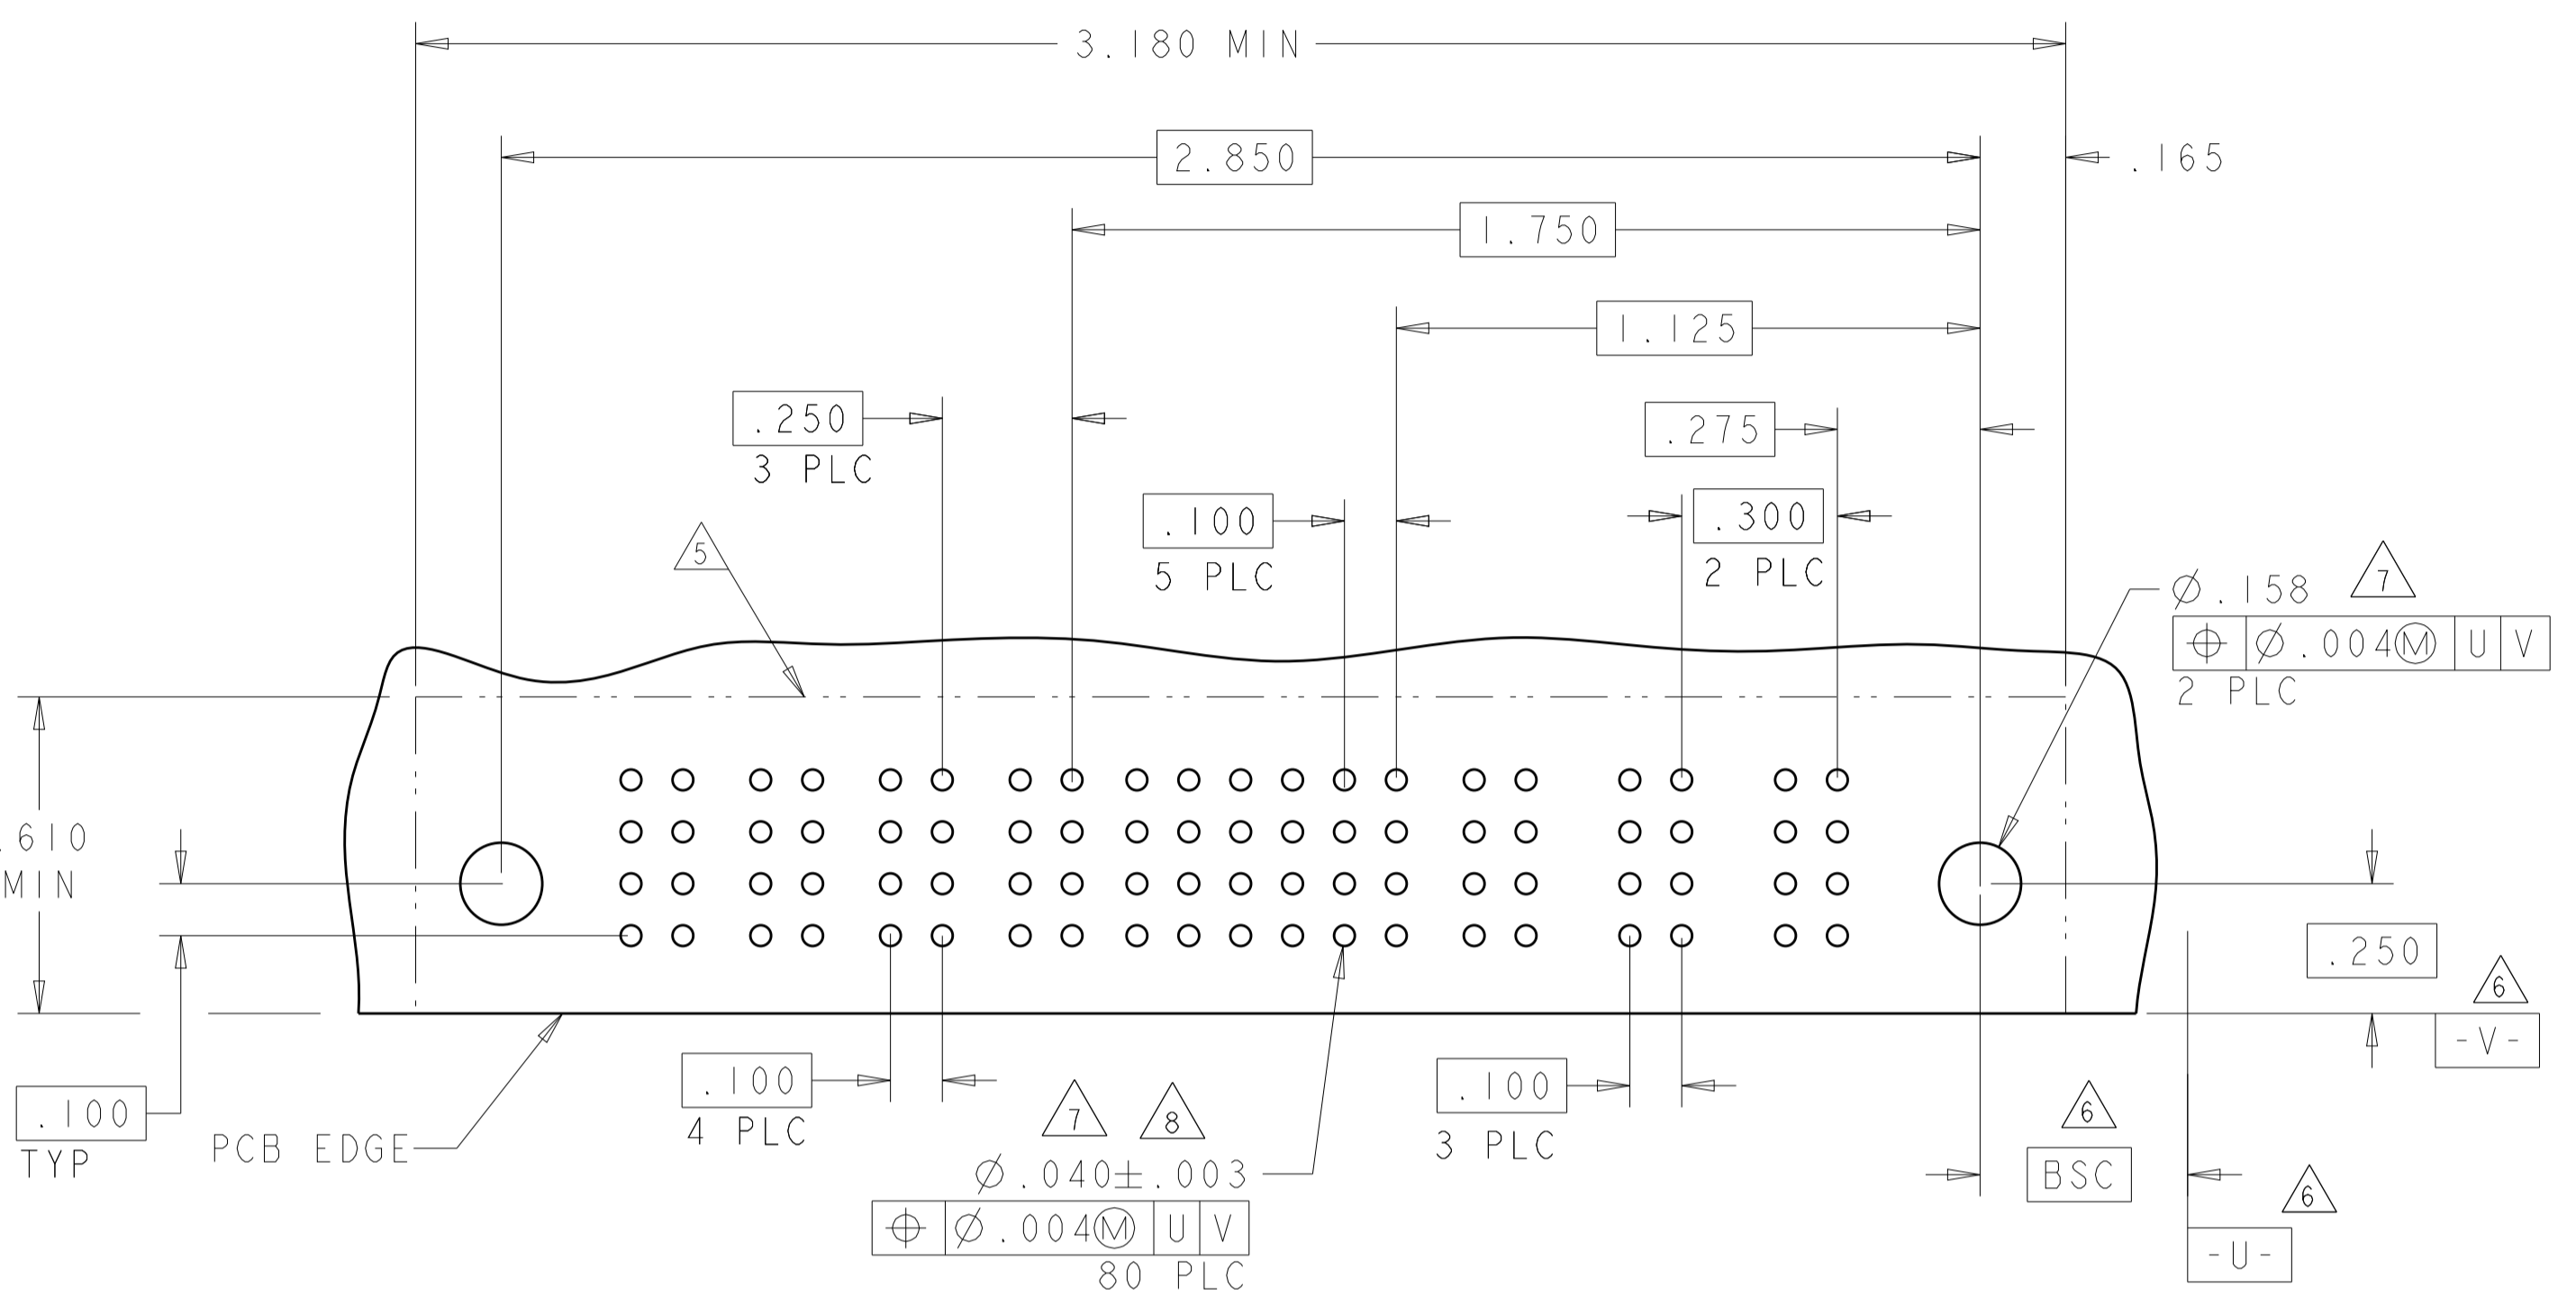 3.180 MIN
2.850
.165
1.750
1.125
.250
3 PLC
.275
.100
5 PLC
.300
2 PLC
5
Ø.158 7
⌖ Ø.004Ⓜ U V
2 PLC
.610
MIN
.250
6
-V-
.100
TYP
PCB EDGE
.100
4 PLC
7 8
Ø.040±.003
⌖ Ø.004Ⓜ U V
80 PLC
.100
3 PLC
6
BSC
6
-U-